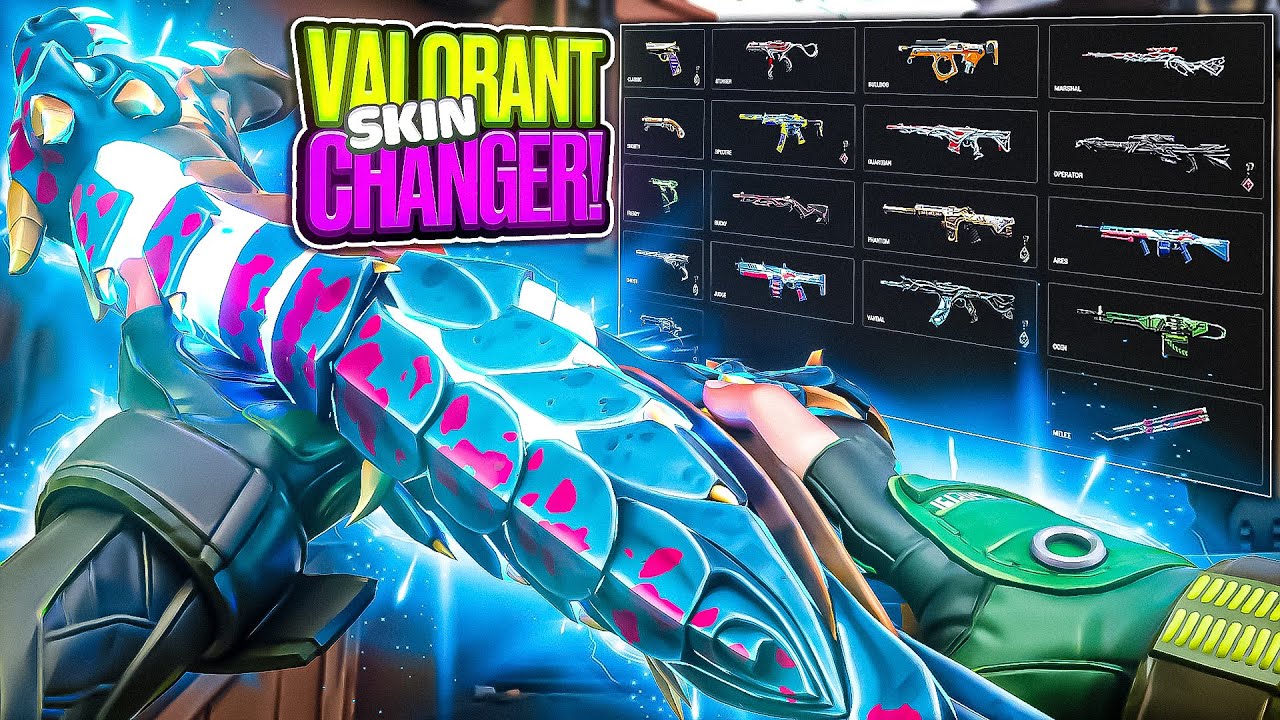 VALORANT
SKIN
CHANGER!
CLASSIC
STINGER
BULLDOG
MARSHAL
SHORTY
SPECTRE
GUARDIAN
OPERATOR
FRENZY
BUCKY
PHANTOM
ARES
GHOST
JUDGE
VANDAL
ODIN
MELEE